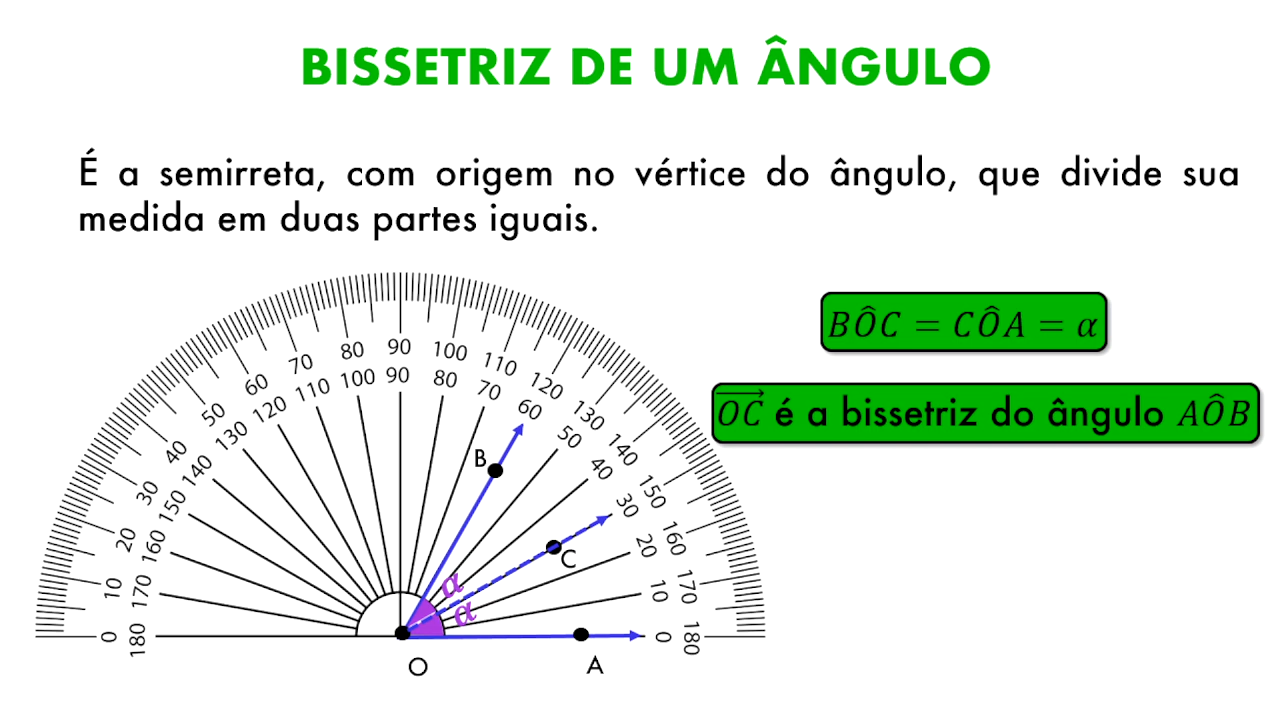 BISSETRIZ DE UM ÂNGULO
É a semirreta, com origem no vértice do ângulo, que divide sua
medida em duas partes iguais.
BÔC = CÔA = α
OC⃗ é a bissetriz do ângulo AÔB
0 10 20 30 40 50 60 70 80 90 100 110 120 130 140 150 160 170 180
180 170 160 150 140 130 120 110 100 90 80 70 60 50 40 30 20 10 0
B
C
α
α
O
A